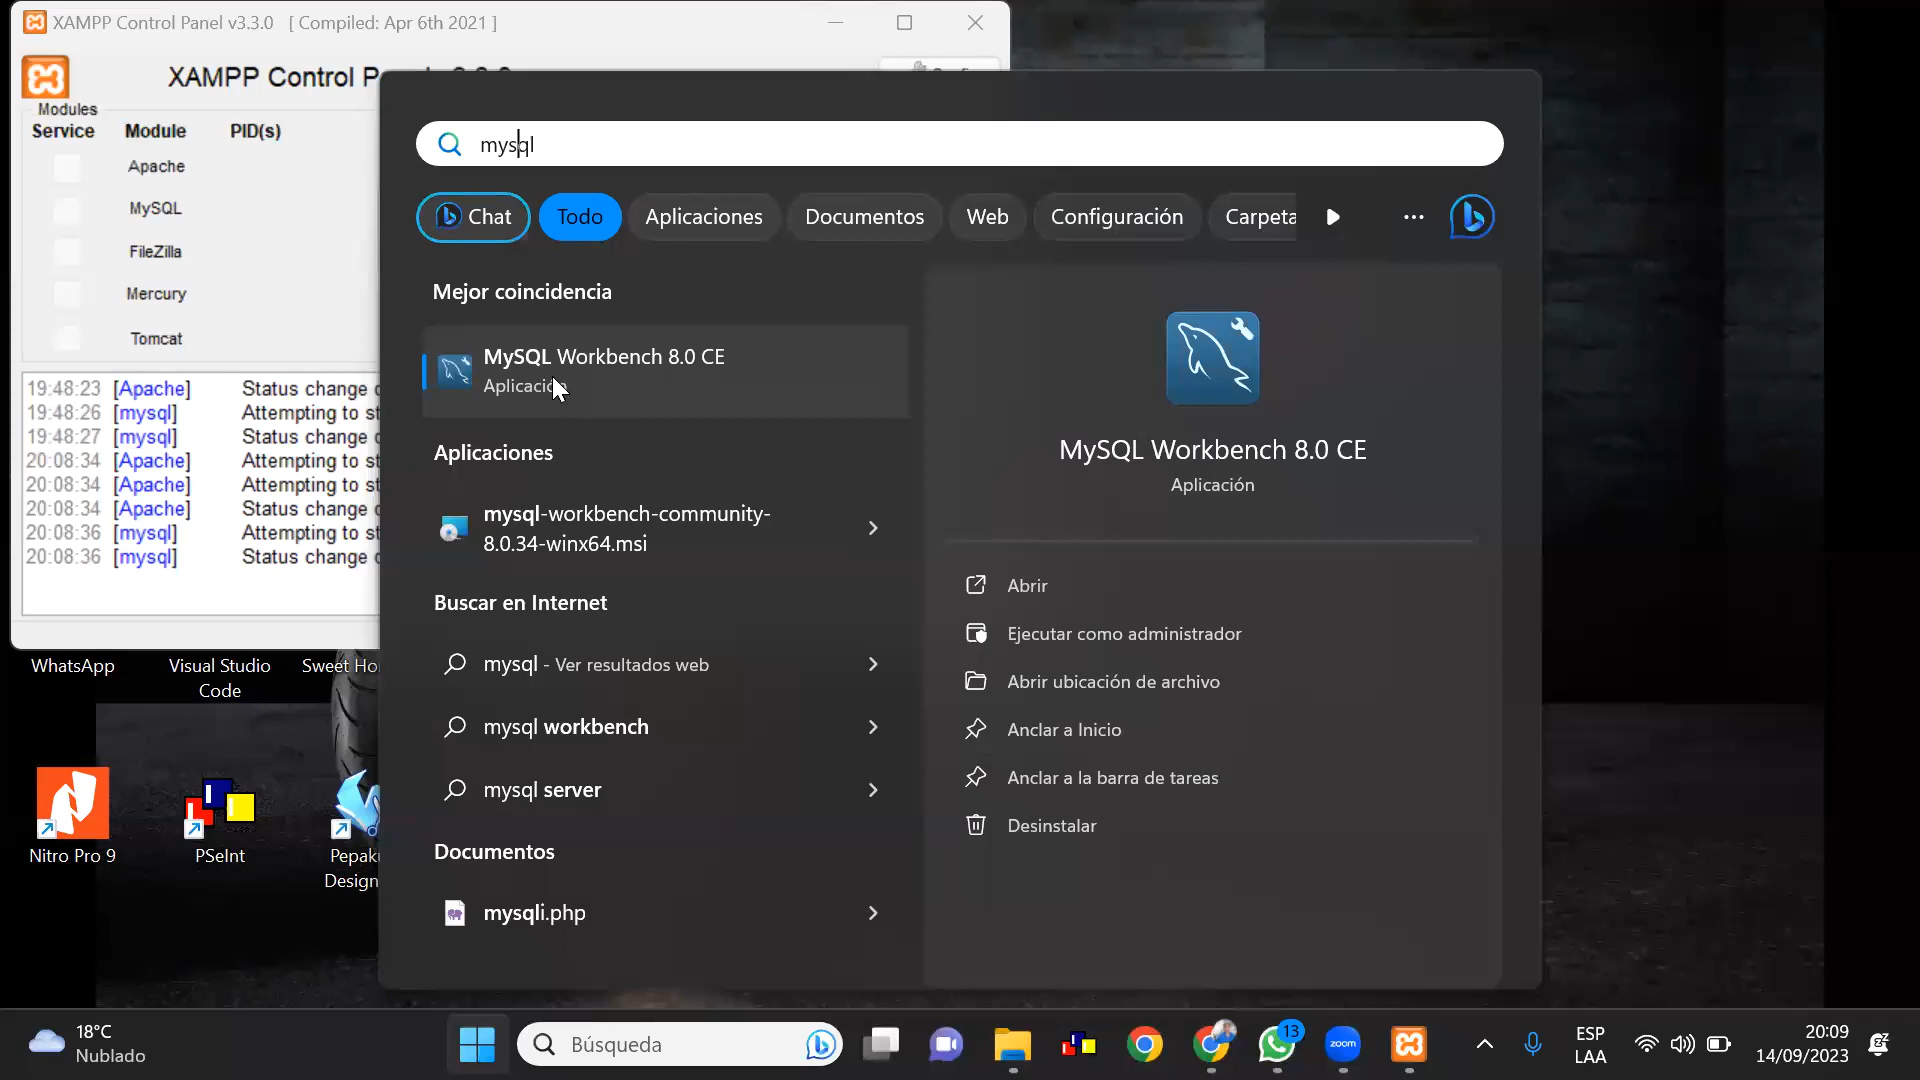 XAMPP Control Panel v3.3.0 [ Compiled: Apr 6th 2021 ]
XAMPP Control P
Modules
Service Module PID(s)
Apache
MySQL
FileZilla
Mercury
Tomcat
19:48:23 [Apache] Status change
19:48:26 [mysql] Attempting to st
19:48:27 [mysql] Status change
20:08:34 [Apache] Attempting to st
20:08:34 [Apache] Attempting to st
20:08:34 [Apache] Status change
20:08:36 [mysql] Attempting to st
20:08:36 [mysql] Status change
mysql
Chat Todo Aplicaciones Documentos Web Configuración Carpeta
Mejor coincidencia
MySQL Workbench 8.0 CE
Aplicación
Aplicaciones
mysql-workbench-community-
8.0.34-winx64.msi
Buscar en Internet
mysql - Ver resultados web
mysql workbench
mysql server
Documentos
mysqli.php
MySQL Workbench 8.0 CE
Aplicación
Abrir
Ejecutar como administrador
Abrir ubicación de archivo
Anclar a Inicio
Anclar a la barra de tareas
Desinstalar
WhatsApp
Visual Studio
Code
Sweet Ho
Nitro Pro 9
PSeInt
Pepak
Design
18°C
Nublado
Búsqueda
13
zoom
ESP
LAA
20:09
14/09/2023